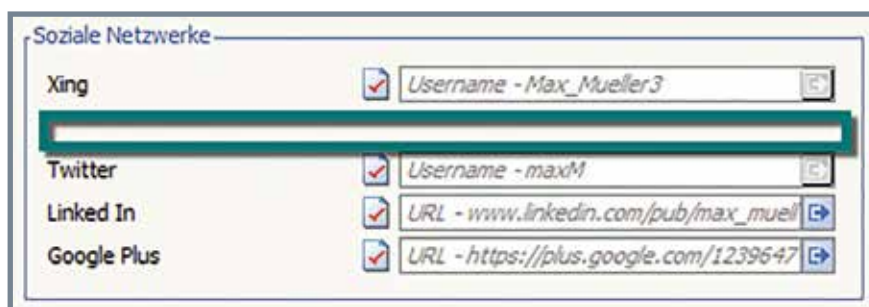 Soziale Netzwerke
Xing Username - Max_Mueller3
Twitter Username - maxM
Linked In URL - www.linkedin.com/pub/max_muell
Google Plus URL - https://plus.google.com/1239647